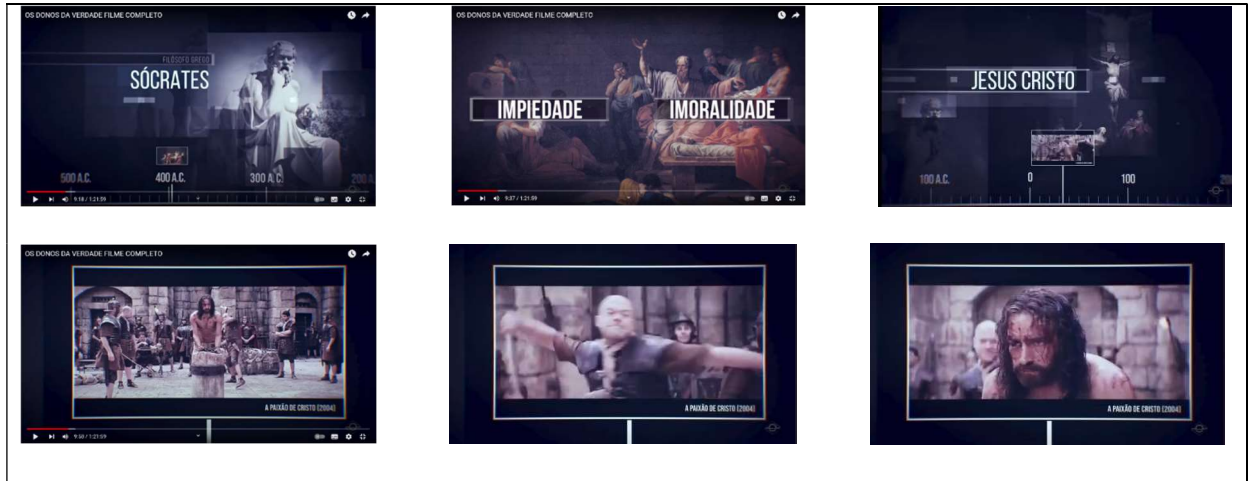 OS DONOS DA VERDADE FILME COMPLETO
FILÓSOFO GREGO
SÓCRATES
500 A.C. 400 A.C. 300 A.C. 200 A.
9:18 / 1:21:59
OS DONOS DA VERDADE FILME COMPLETO
IMPIEDADE IMORALIDADE
9:37 / 1:21:59
JESUS CRISTO
100 A.C. 0 100
OS DONOS DA VERDADE FILME COMPLETO
A PAIXÃO DE CRISTO (2004)
9:50 / 1:21:59
A PAIXÃO DE CRISTO (2004)
A PAIXÃO DE CRISTO (2004)